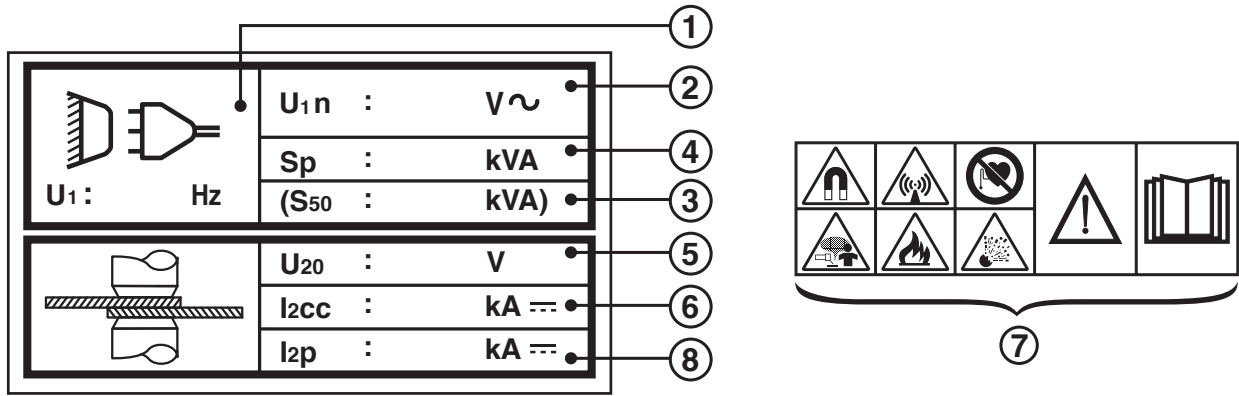 1
U1n : V~ 2
Sp : kVA 4
U1: Hz (S50 : kVA) 3
U20 : V 5
I2cc : kA 6
I2p : kA 8
7